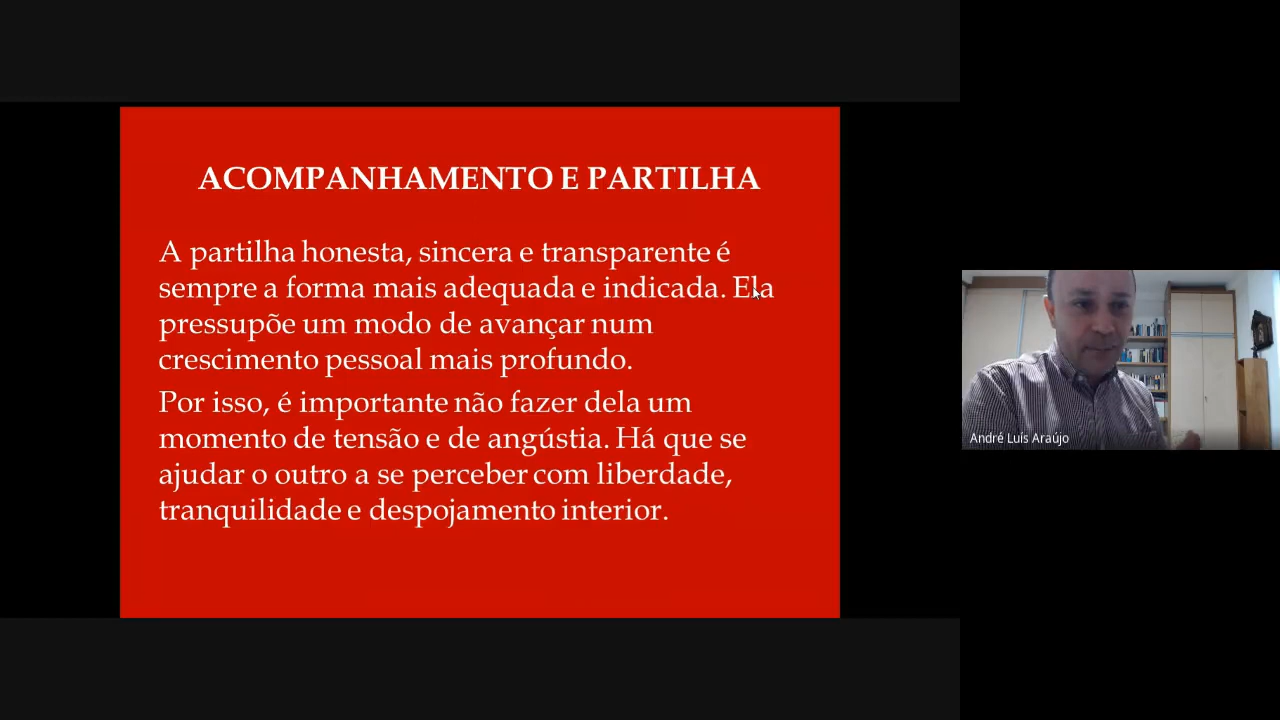 ACOMPANHAMENTO E PARTILHA
A partilha honesta, sincera e transparente é
sempre a forma mais adequada e indicada. Ela
pressupõe um modo de avançar num
crescimento pessoal mais profundo.
Por isso, é importante não fazer dela um
momento de tensão e de angústia. Há que se
ajudar o outro a se perceber com liberdade,
tranquilidade e despojamento interior.
André Luís Araújo